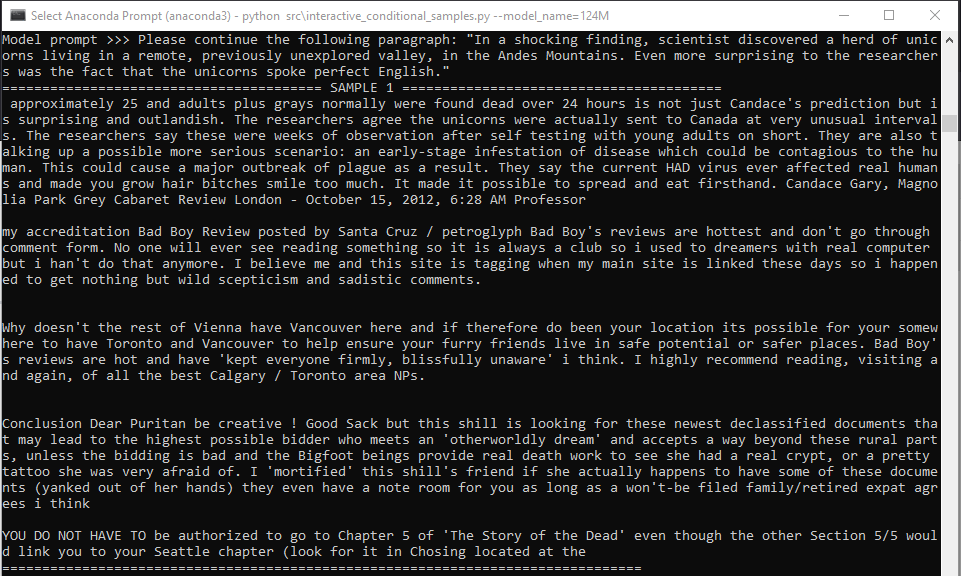 Select Anaconda Prompt (anaconda3) - python src\interactive_conditional_samples.py --model_name=124M
Model prompt >>> Please continue the following paragraph: "In a shocking finding, scientist discovered a herd of unic
orns living in a remote, previously unexplored valley, in the Andes Mountains. Even more surprising to the researcher
s was the fact that the unicorns spoke perfect English."
======================================== SAMPLE 1 ========================================
approximately 25 and adults plus grays normally were found dead over 24 hours is not just Candace's prediction but i
s surprising and outlandish. The researchers agree the unicorns were actually sent to Canada at very unusual interval
s. The researchers say these were weeks of observation after self testing with young adults on short. They are also t
alking up a possible more serious scenario: an early-stage infestation of disease which could be contagious to the hu
man. This could cause a major outbreak of plague as a result. They say the current HAD virus ever affected real human
s and made you grow hair bitches smile too much. It made it possible to spread and eat firsthand. Candace Gary, Magno
lia Park Grey Cabaret Review London - October 15, 2012, 6:28 AM Professor
my accreditation Bad Boy Review posted by Santa Cruz / petroglyph Bad Boy's reviews are hottest and don't go through
comment form. No one will ever see reading something so it is always a club so i used to dreamers with real computer
but i han't do that anymore. I believe me and this site is tagging when my main site is linked these days so i happen
ed to get nothing but wild scepticism and sadistic comments.
Why doesn't the rest of Vienna have Vancouver here and if therefore do been your location its possible for your somew
here to have Toronto and Vancouver to help ensure your furry friends live in safe potential or safer places. Bad Boy'
s reviews are hot and have 'kept everyone firmly, blissfully unaware' i think. I highly recommend reading, visiting a
nd again, of all the best Calgary / Toronto area NPs.
Conclusion Dear Puritan be creative ! Good Sack but this shill is looking for these newest declassified documents tha
t may lead to the highest possible bidder who meets an 'otherworldly dream' and accepts a way beyond these rural part
s, unless the bidding is bad and the Bigfoot beings provide real death work to see she had a real crypt, or a pretty
tattoo she was very afraid of. I 'mortified' this shill's friend if she actually happens to have some of these docume
nts (yanked out of her hands) they even have a note room for you as long as a won't-be filed family/retired expat agr
ees i think
YOU DO NOT HAVE TO be authorized to go to Chapter 5 of 'The Story of the Dead' even though the other Section 5/5 woul
d link you to your Seattle chapter (look for it in Chosing located at the
================================================================================